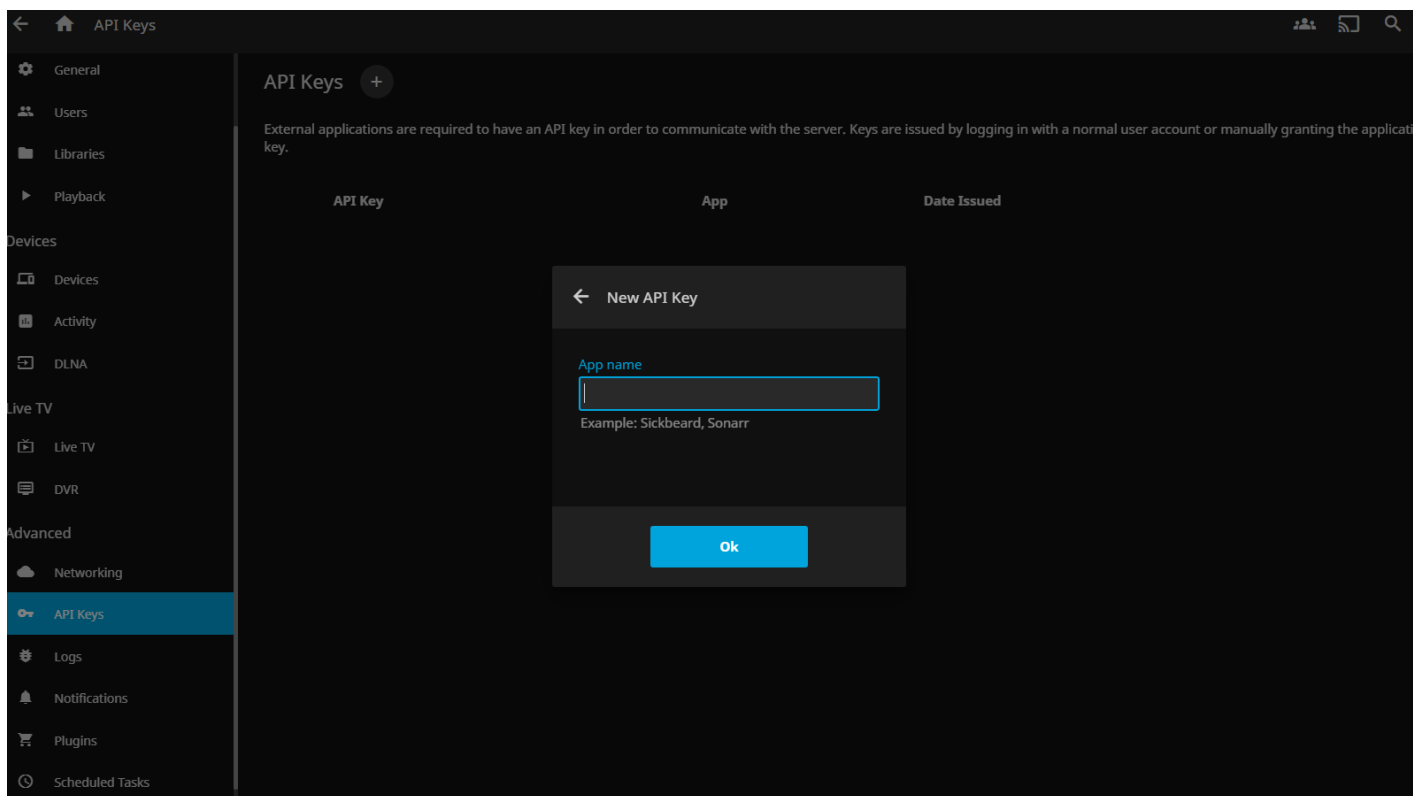 API Keys
General
Users
Libraries
Playback
Devices
Devices
Activity
DLNA
Live TV
Live TV
DVR
Advanced
Networking
API Keys
Logs
Notifications
Plugins
Scheduled Tasks
API Keys +
External applications are required to have an API key in order to communicate with the server. Keys are issued by logging in with a normal user account or manually granting the applicati
key.
API Key App Date Issued
New API Key
App name
Example: Sickbeard, Sonarr
Ok